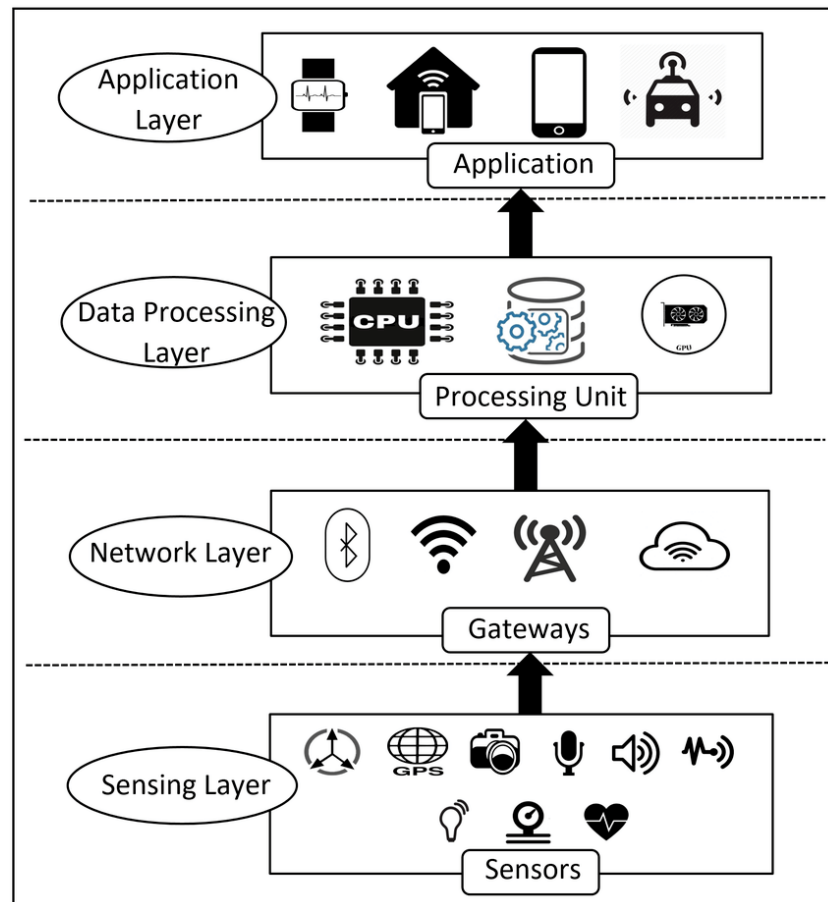 Application
Layer
Application
Data Processing
Layer
CPU
GPU
Processing Unit
Network Layer
Gateways
Sensing Layer
GPS
Sensors